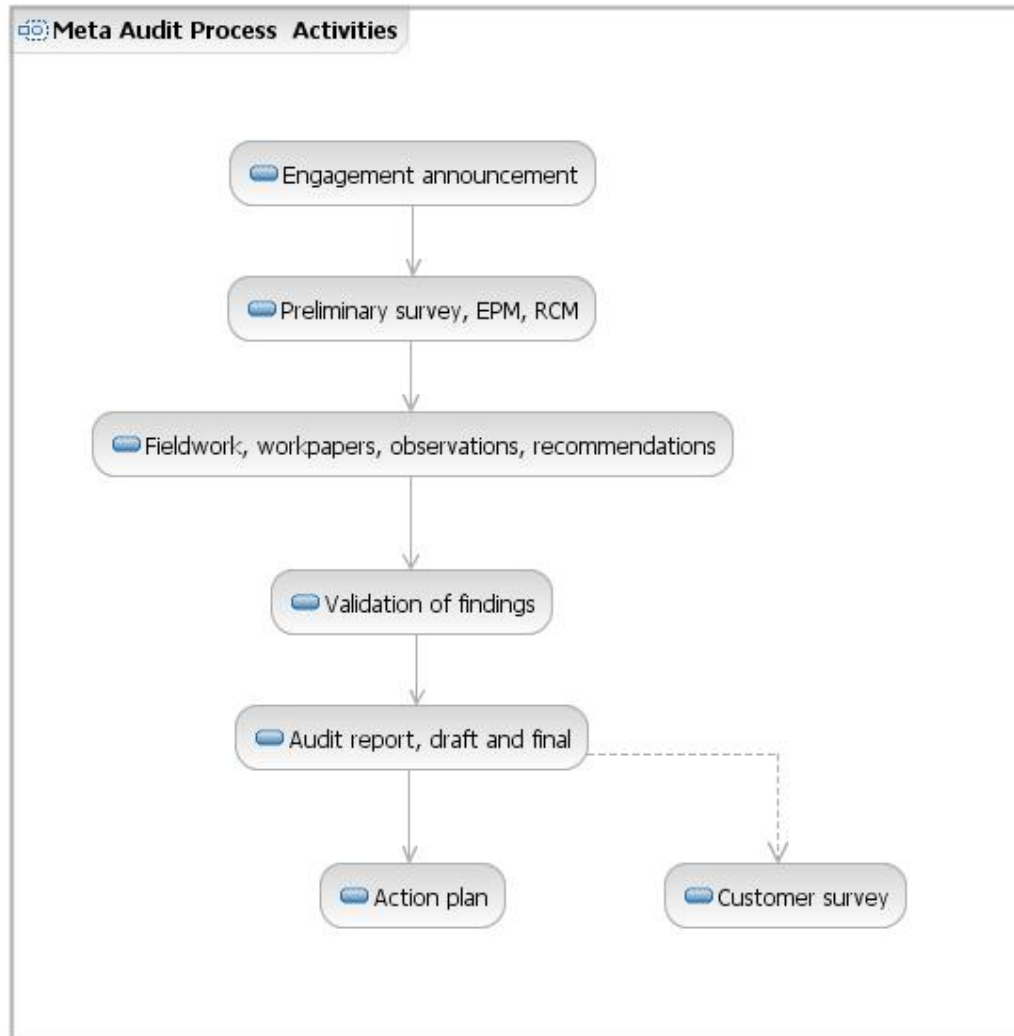 Meta Audit Process  Activities
Engagement announcement
Preliminary survey, EPM, RCM
Fieldwork, workpapers, observations, recommendations
Validation of findings
Audit report, draft and final
Action plan
Customer survey